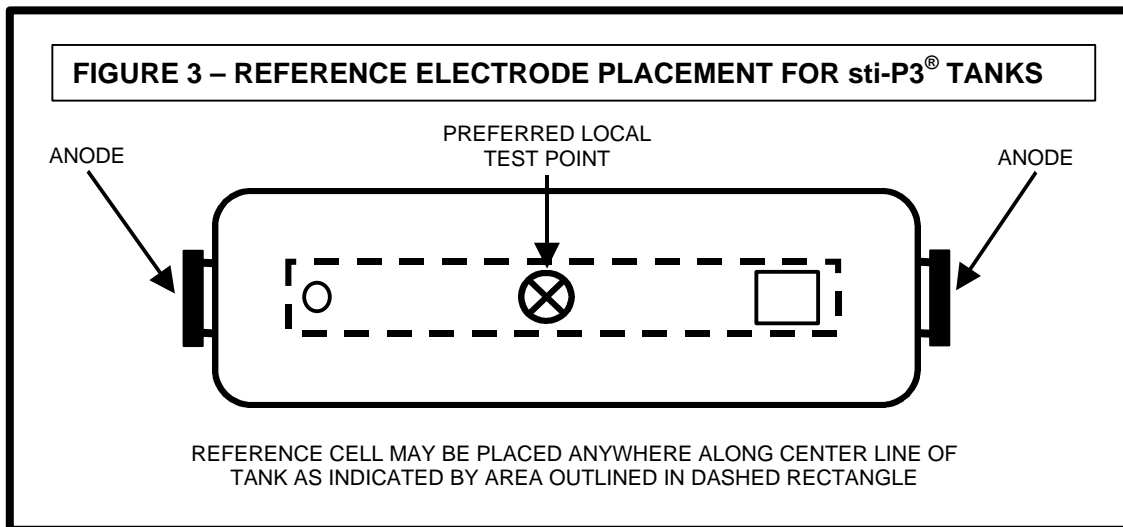 FIGURE 3 – REFERENCE ELECTRODE PLACEMENT FOR sti-P3® TANKS
PREFERRED LOCAL
TEST POINT
ANODE
ANODE
REFERENCE CELL MAY BE PLACED ANYWHERE ALONG CENTER LINE OF
TANK AS INDICATED BY AREA OUTLINED IN DASHED RECTANGLE